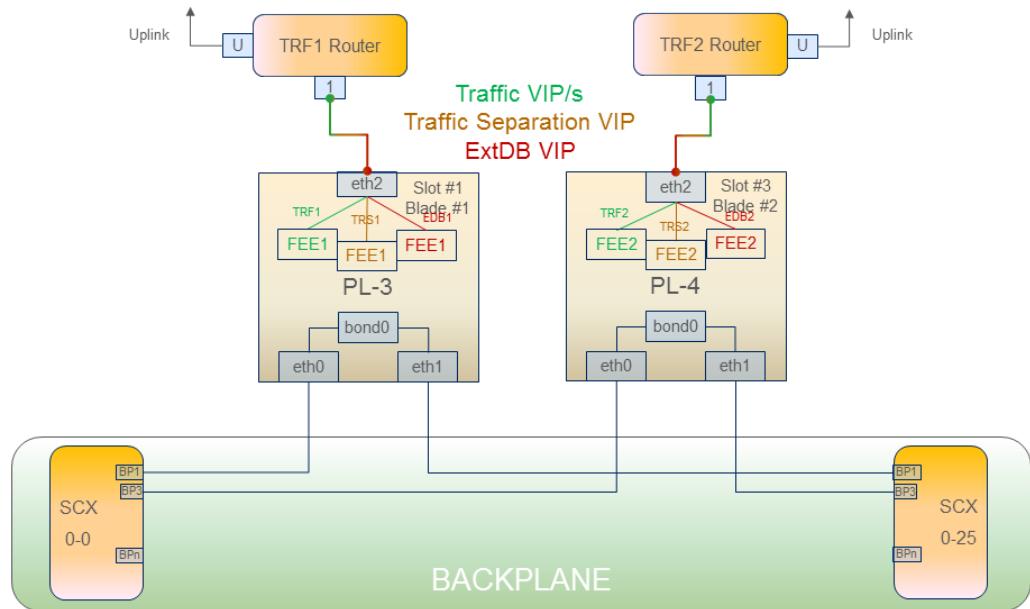 Uplink
U
TRF1 Router
1
TRF2 Router
U
Uplink
1
Traffic VIP/s
Traffic Separation VIP
ExtDB VIP
eth2
Slot #1
Blade #1
TRF1
TRS1
EDB1
FEE1
FEE1
FEE1
PL-3
bond0
eth0
eth1
eth2
Slot #3
Blade #2
TRF2
TRS2
EDB2
FEE2
FEE2
FEE2
PL-4
bond0
eth0
eth1
BP1
BP3
SCX
0-0
BPn
BP1
BP3
SCX
0-25
BPn
BACKPLANE